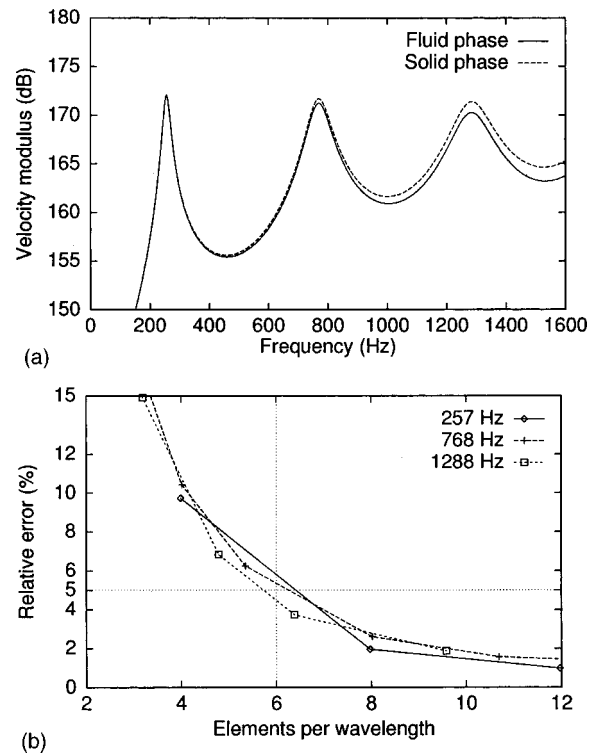 180
175
170
165
160
155
150
Velocity modulus (dB)
Fluid phase
Solid phase
0 200 400 600 800 1000 1200 1400 1600
Frequency (Hz)
(a)
15
12
10
8
6
5
4
2
0
Relative error (%)
257 Hz
768 Hz
1288 Hz
2 4 6 8 10 12
Elements per wavelength
(b)